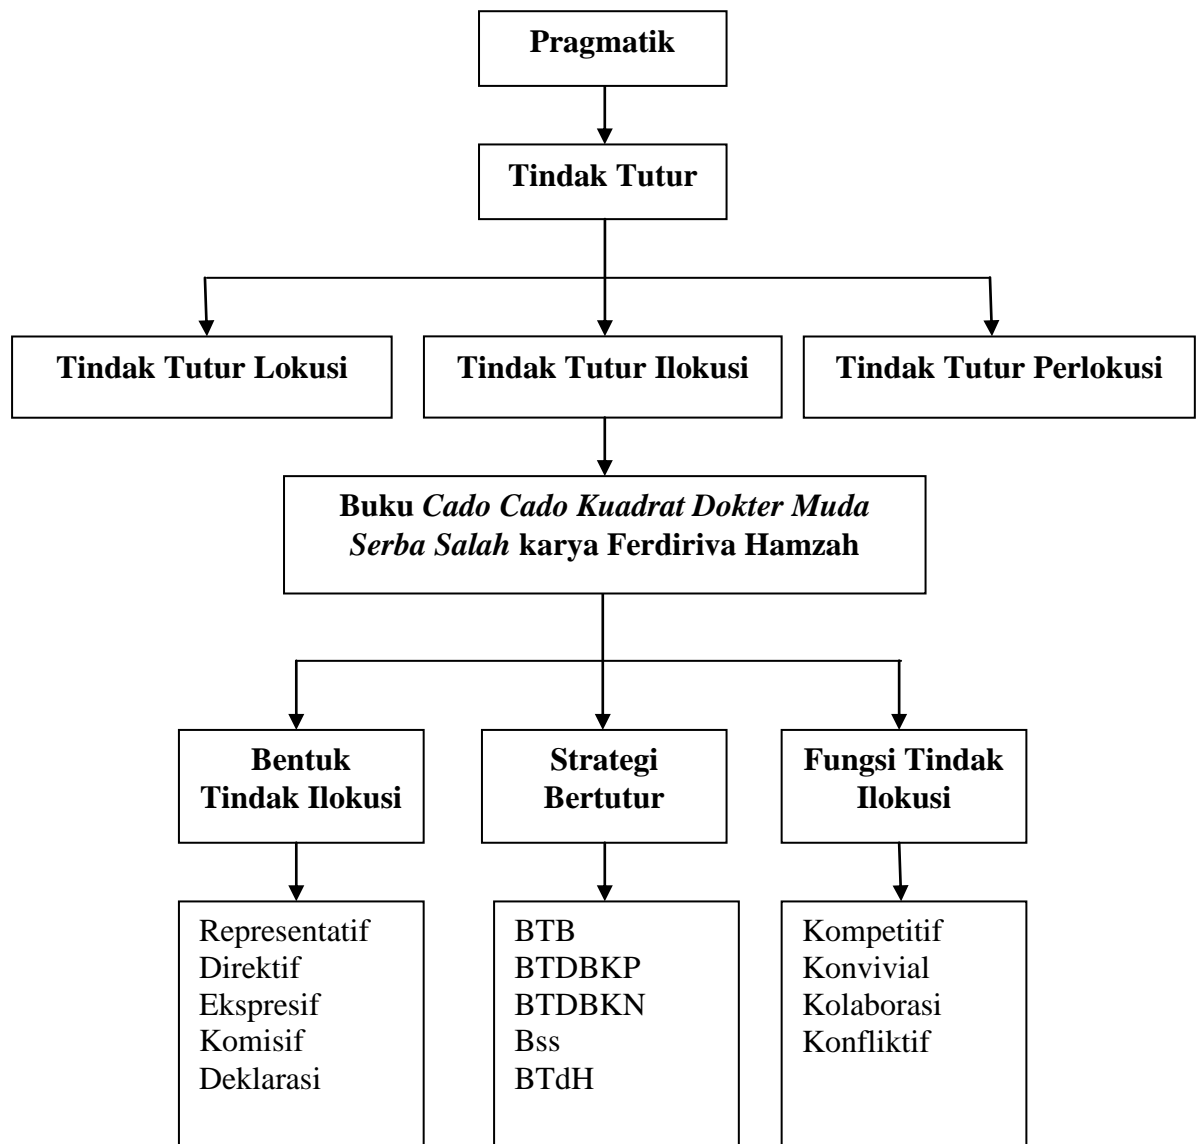 Pragmatik
Tindak Tutur
Tindak Tutur Lokusi
Tindak Tutur Ilokusi
Tindak Tutur Perlokusi
Buku Cado Cado Kuadrat Dokter Muda
Serba Salah karya Ferdiriva Hamzah
Bentuk
Tindak Ilokusi
Strategi
Bertutur
Fungsi Tindak
Ilokusi
Representatif
Direktif
Ekspresif
Komisif
Deklarasi
BTB
BTDBKP
BTDBKN
Bss
BTdH
Kompetitif
Konvivial
Kolaborasi
Konfliktif